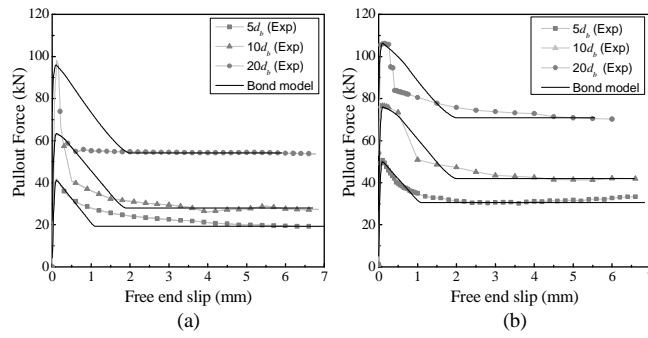 120
100
80
60
40
20
0
Pullout Force (kN)
5d_b (Exp)
10d_b (Exp)
20d_b (Exp)
Bond model
0 1 2 3 4 5 6 7
Free end slip (mm)
(a)
120
100
80
60
40
20
0
Pullout Force (kN)
5d_b (Exp)
10d_b (Exp)
20d_b (Exp)
Bond model
0 1 2 3 4 5 6 7
Free end slip (mm)
(b)